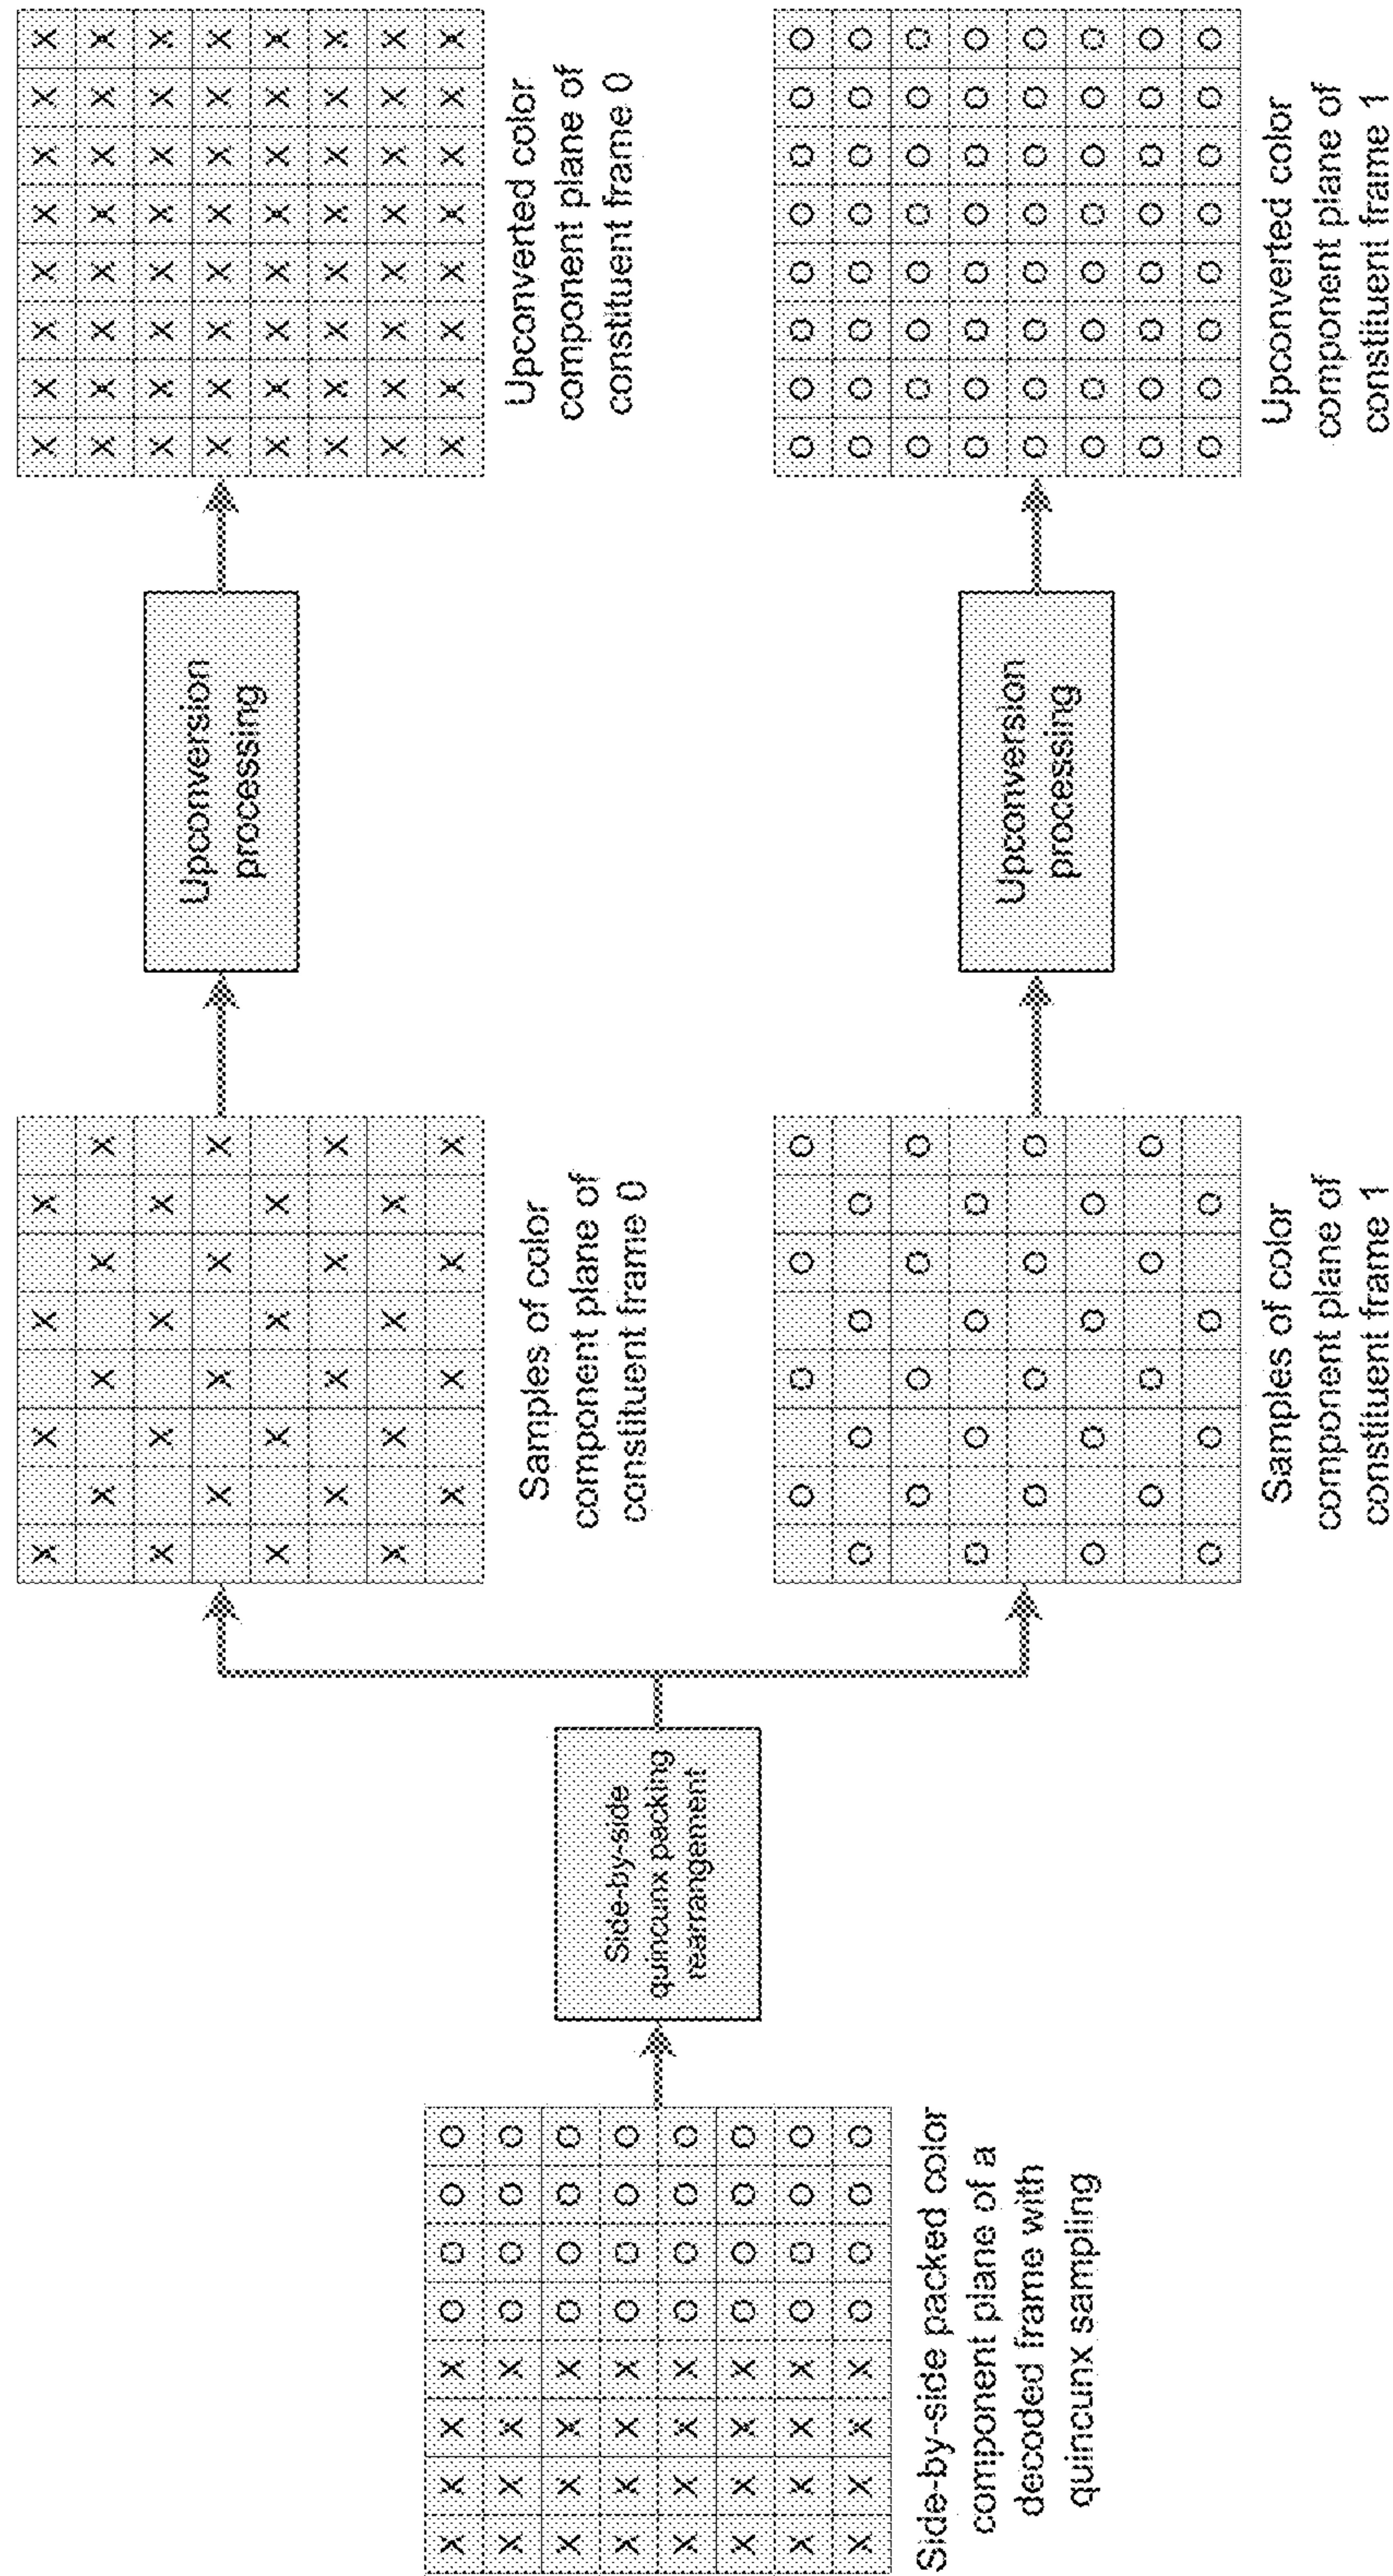 Side-by-side packed color
component plane of a
decoded frame with
quincunx sampling
Side-by-side
quincunx packing
rearrangement
Samples of color
component plane of
constituent frame 0
Upconversion
processing
Upconverted color
component plane of
constituent frame 0
Samples of color
component plane of
constituent frame 1
Upconversion
processing
Upconverted color
component plane of
constituent frame 1